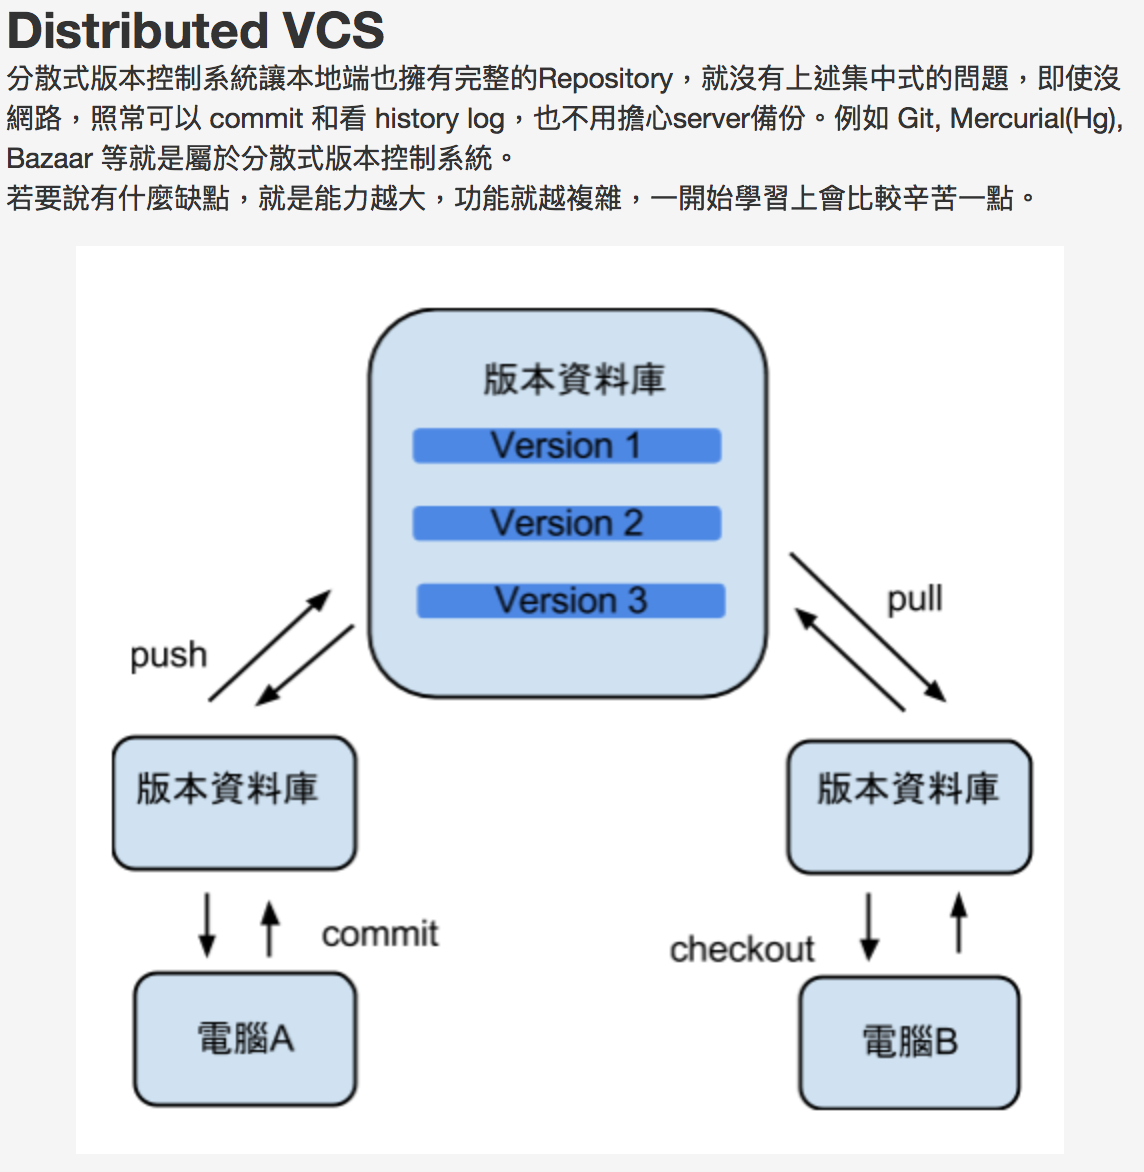 Distributed VCS
分散式版本控制系統讓本地端也擁有完整的Repository，就沒有上述集中式的問題，即使沒
網路，照常可以 commit 和看 history log，也不用擔心server備份。例如 Git, Mercurial(Hg),
Bazaar 等就是屬於分散式版本控制系統。
若要說有什麼缺點，就是能力越大，功能就越複雜，一開始學習上會比較辛苦一點。
版本資料庫
Version 1
Version 2
Version 3
push
pull
版本資料庫
版本資料庫
commit
checkout
電腦A
電腦B